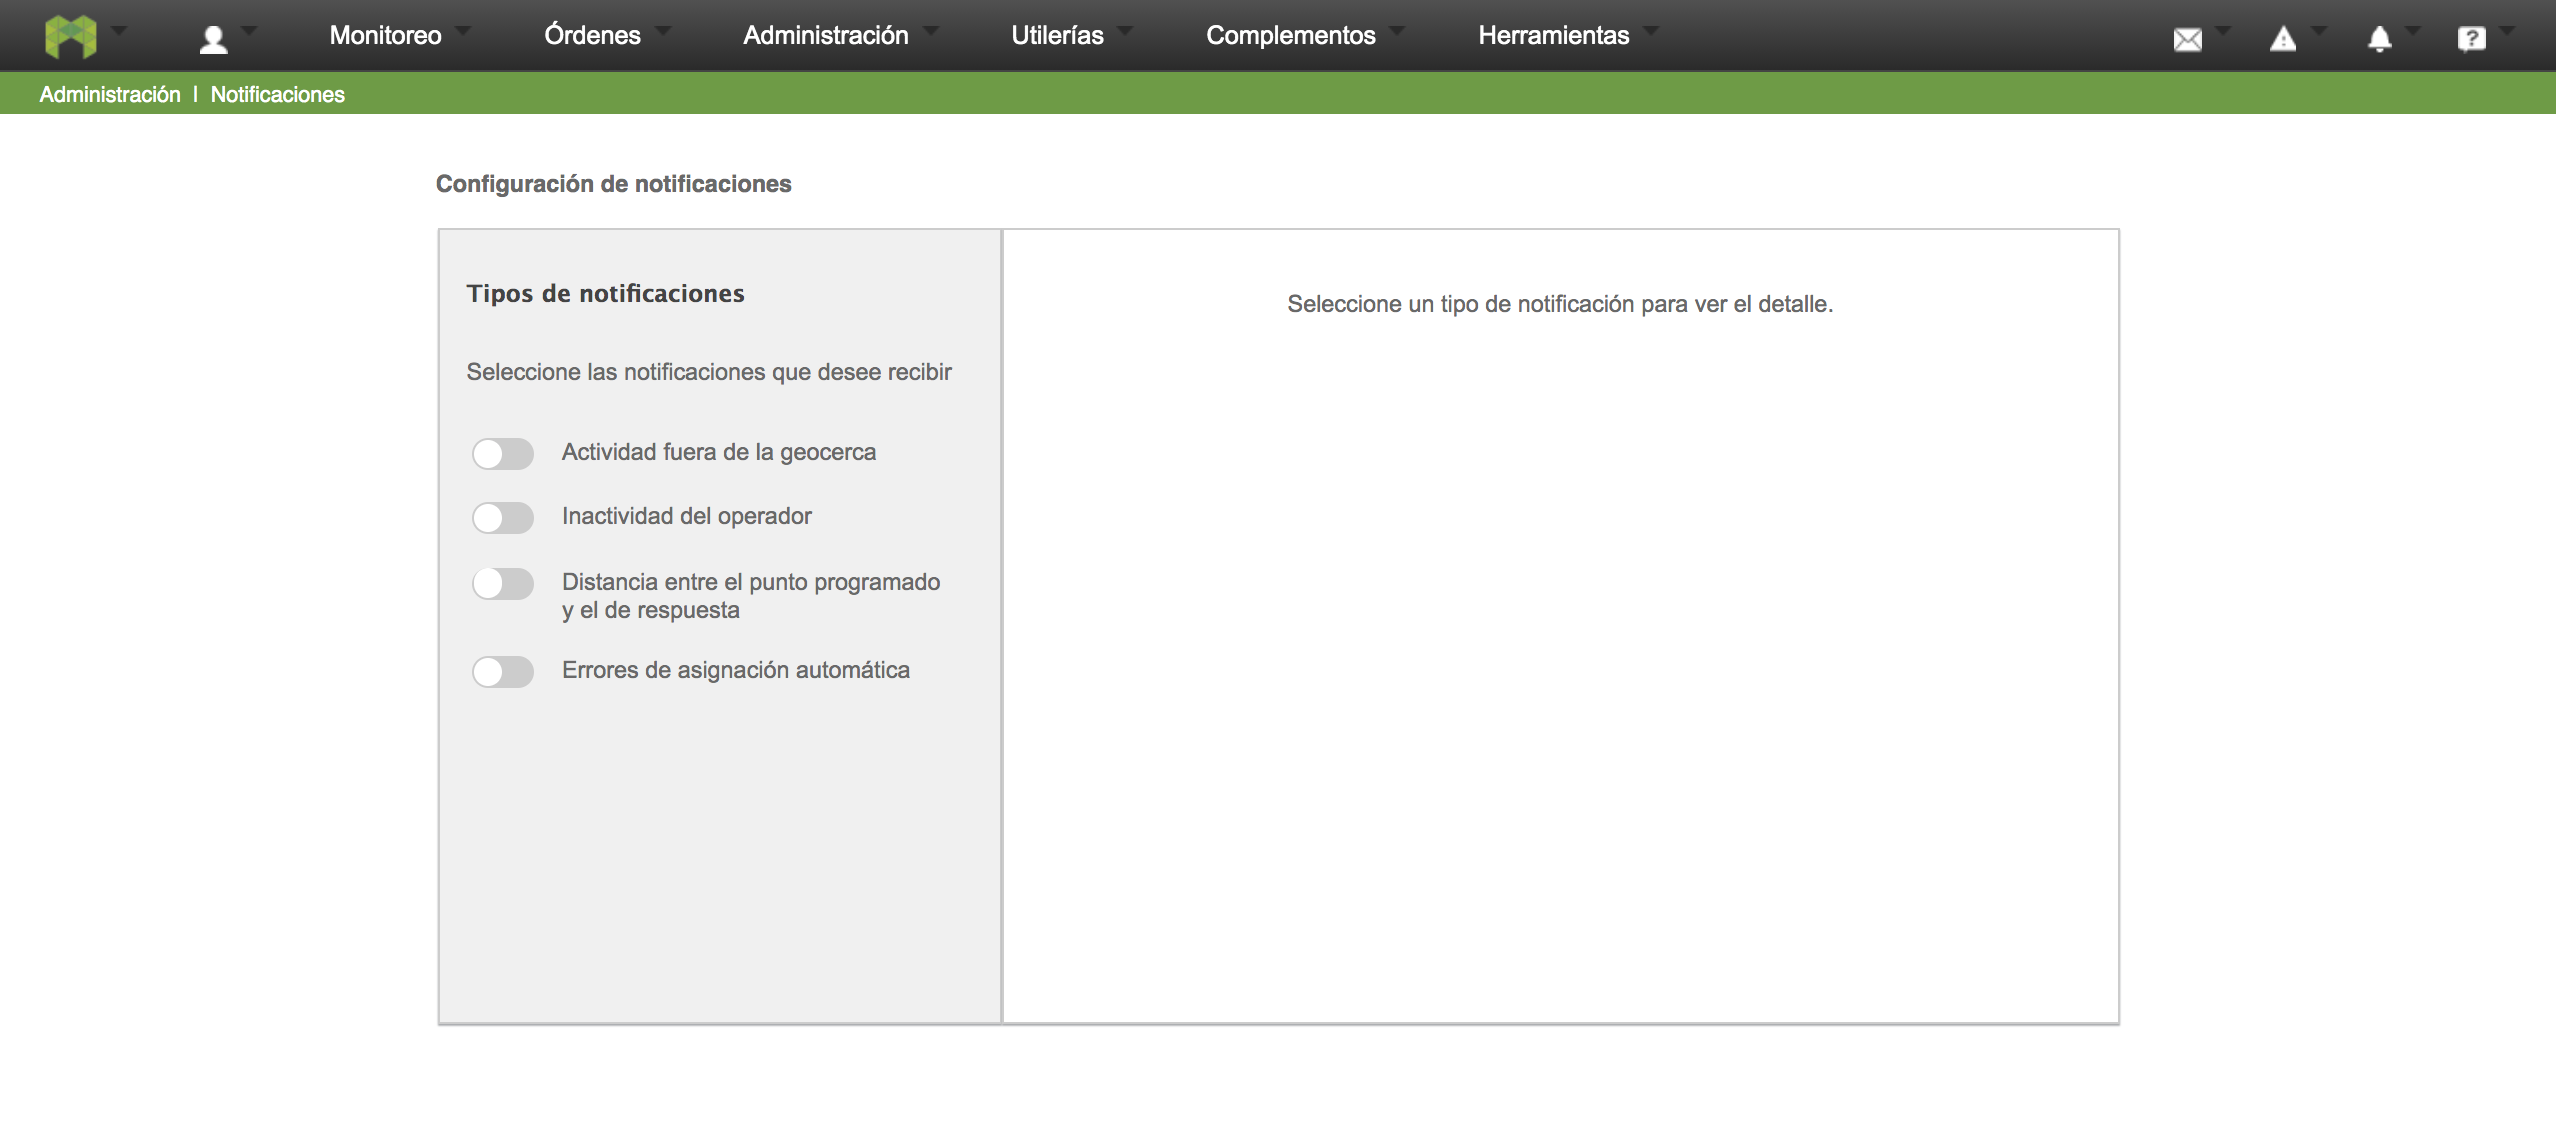 Monitoreo Órdenes Administración Utilerías Complementos Herramientas
Administración | Notificaciones
Configuración de notificaciones
Tipos de notificaciones
Seleccione las notificaciones que desee recibir
Actividad fuera de la geocerca
Inactividad del operador
Distancia entre el punto programado
y el de respuesta
Errores de asignación automática
Seleccione un tipo de notificación para ver el detalle.